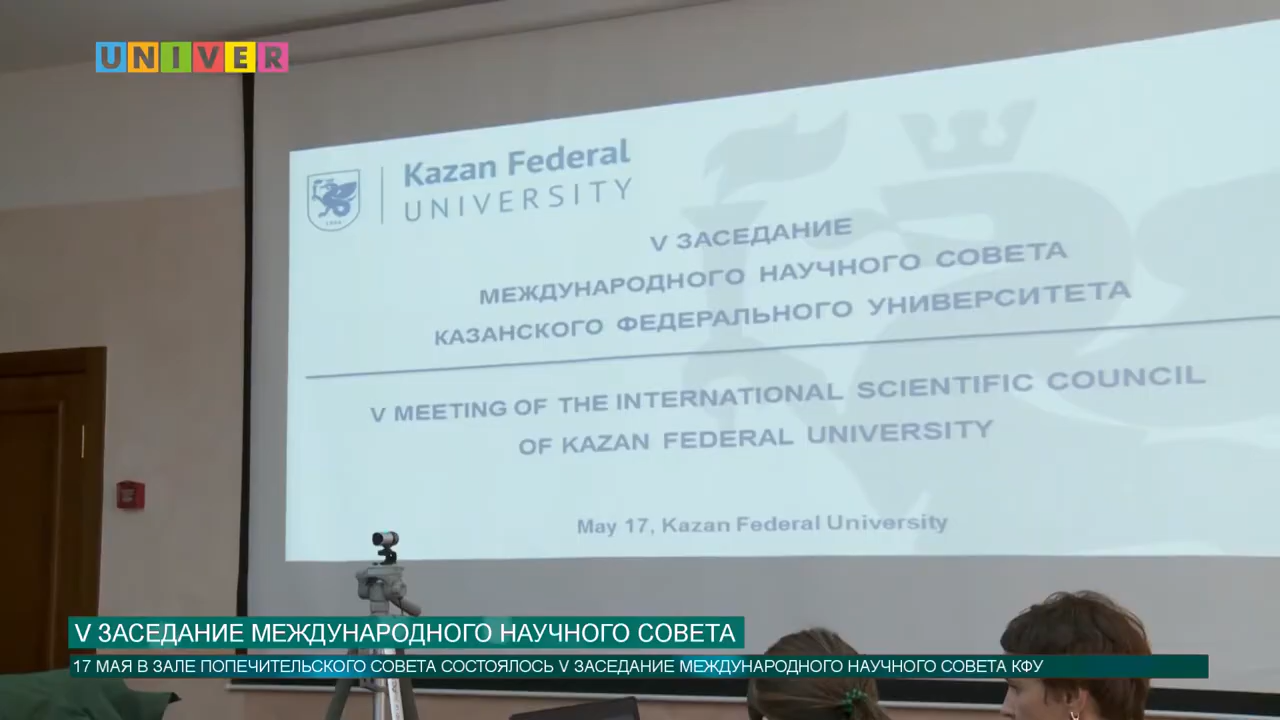 UNIVER
Kazan Federal
UNIVERSITY
V ЗАСЕДАНИЕ
МЕЖДУНАРОДНОГО НАУЧНОГО СОВЕТА
КАЗАНСКОГО ФЕДЕРАЛЬНОГО УНИВЕРСИТЕТА
V MEETING OF THE INTERNATIONAL SCIENTIFIC COUNCIL
OF KAZAN FEDERAL UNIVERSITY
May 17, Kazan Federal University
V ЗАСЕДАНИЕ МЕЖДУНАРОДНОГО НАУЧНОГО СОВЕТА
17 МАЯ В ЗАЛЕ ПОПЕЧИТЕЛЬСКОГО СОВЕТА СОСТОЯЛОСЬ V ЗАСЕДАНИЕ МЕЖДУНАРОДНОГО НАУЧНОГО СОВЕТА КФУ